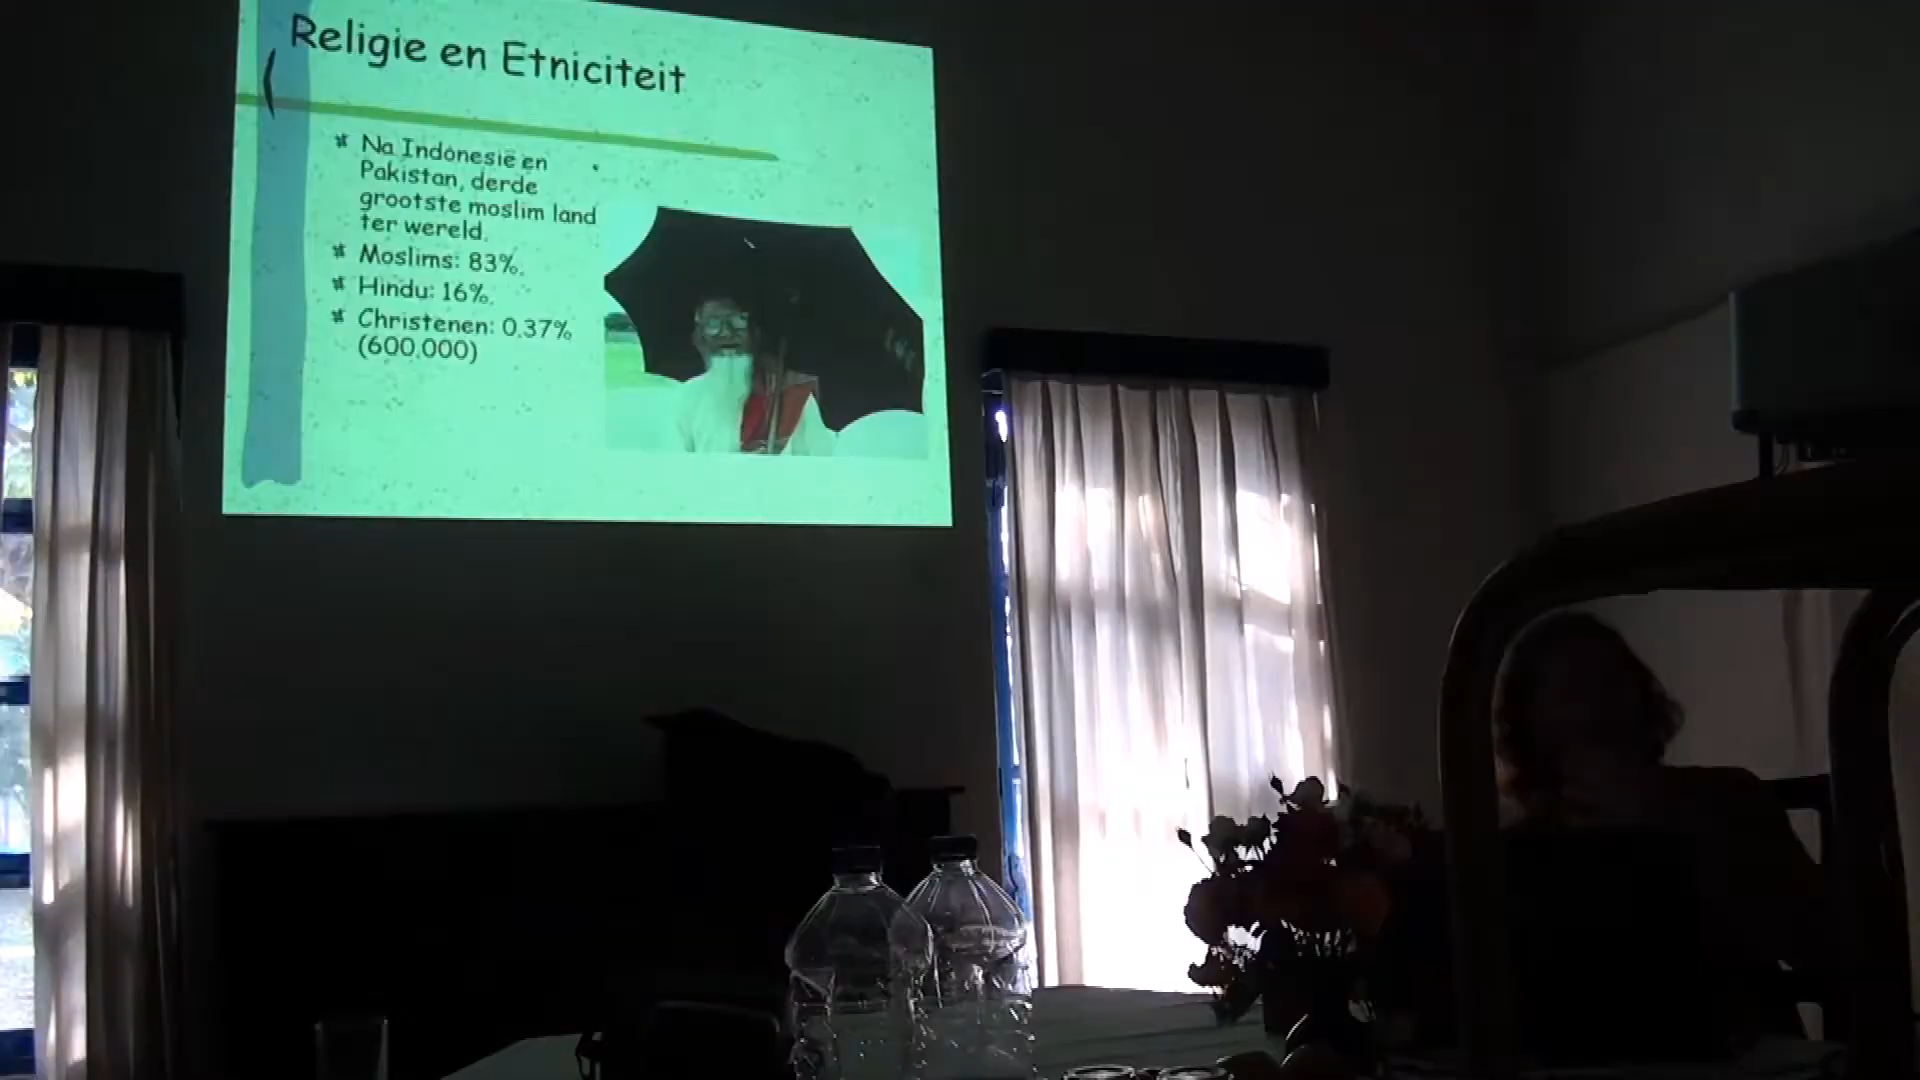 Religie en Etniciteit
Na Indonesië en
Pakistan, derde
grootste moslim land
ter wereld.
Moslims: 83%.
Hindu: 16%.
Christenen: 0.37%
(600.000)